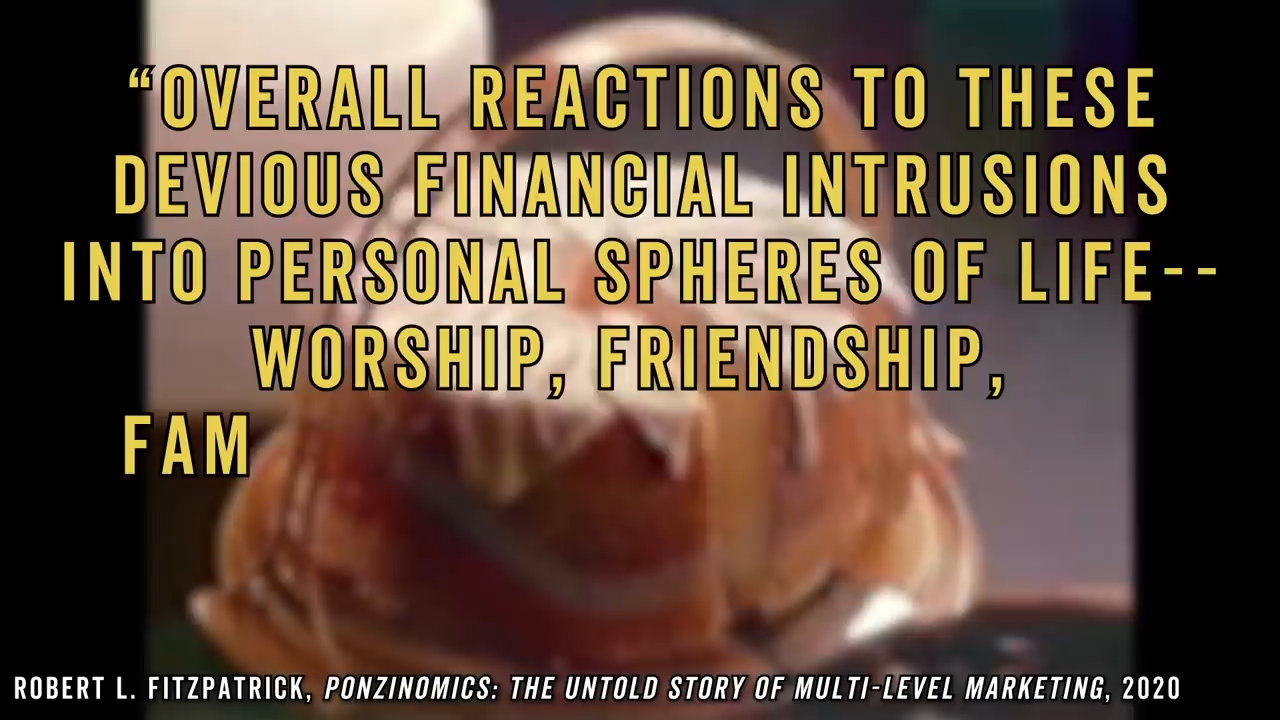 “OVERALL REACTIONS TO THESE
DEVIOUS FINANCIAL INTRUSIONS
INTO PERSONAL SPHERES OF LIFE--
WORSHIP, FRIENDSHIP,
FAM
ROBERT L. FITZPATRICK, PONZINOMICS: THE UNTOLD STORY OF MULTI-LEVEL MARKETING, 2020